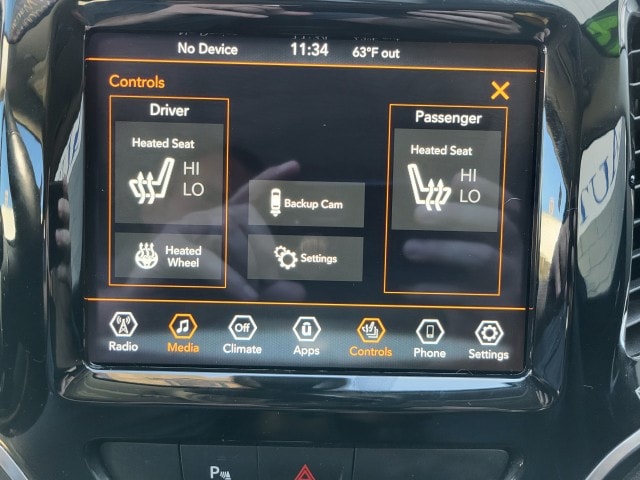 No Device 11:34 63°F out
Controls
Driver
Passenger
Heated Seat
HI
LO
Heated Seat
HI
LO
Backup Cam
Heated
Wheel
Settings
Off
Radio Media Climate Apps Controls Phone Settings
P